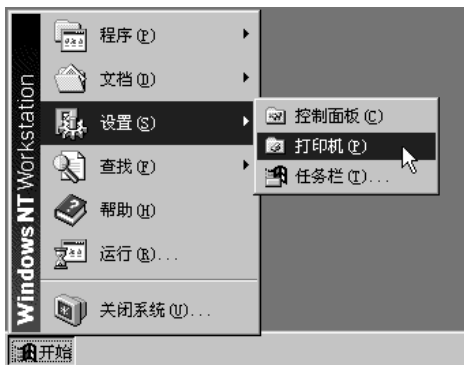 Windows NT Workstation
程序(P)
文档(D)
设置(S)
查找(F)
帮助(H)
运行(R)...
关闭系统(U)...
控制面板(C)
打印机(P)
任务栏(T)...
开始